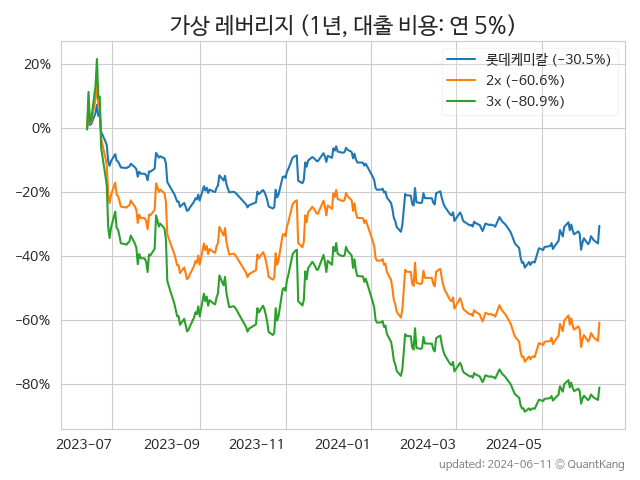 가상 레버리지 (1년, 대출 비용: 연 5%)
롯데케미칼 (−30.5%)
2x (−60.6%)
3x (−80.9%)
20%
0%
−20%
−40%
−60%
−80%
2023-07
2023-09
2023-11
2024-01
2024-03
2024-05
updated: 2024-06-11 © QuantKang